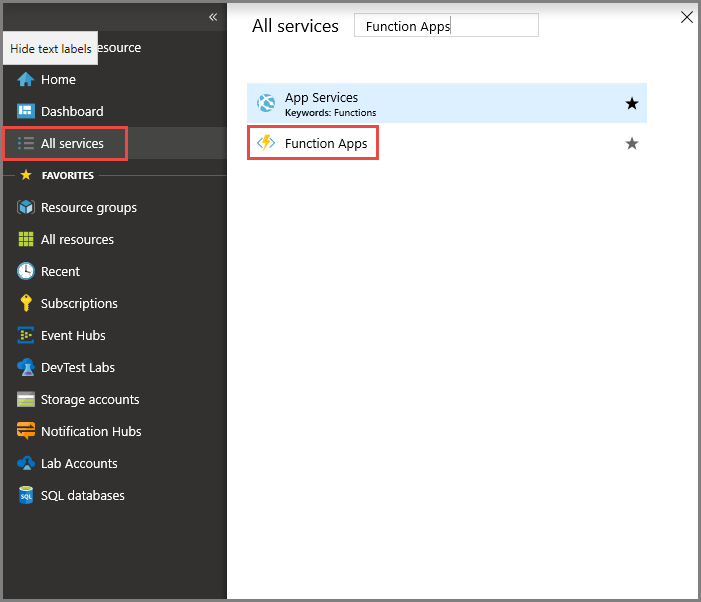 «
All services
Function Apps
Hide text labels
esource
Home
Dashboard
All services
FAVORITES
Resource groups
All resources
Recent
Subscriptions
Event Hubs
DevTest Labs
Storage accounts
Notification Hubs
Lab Accounts
SQL
SQL databases
App Services
Keywords: Functions
Function Apps